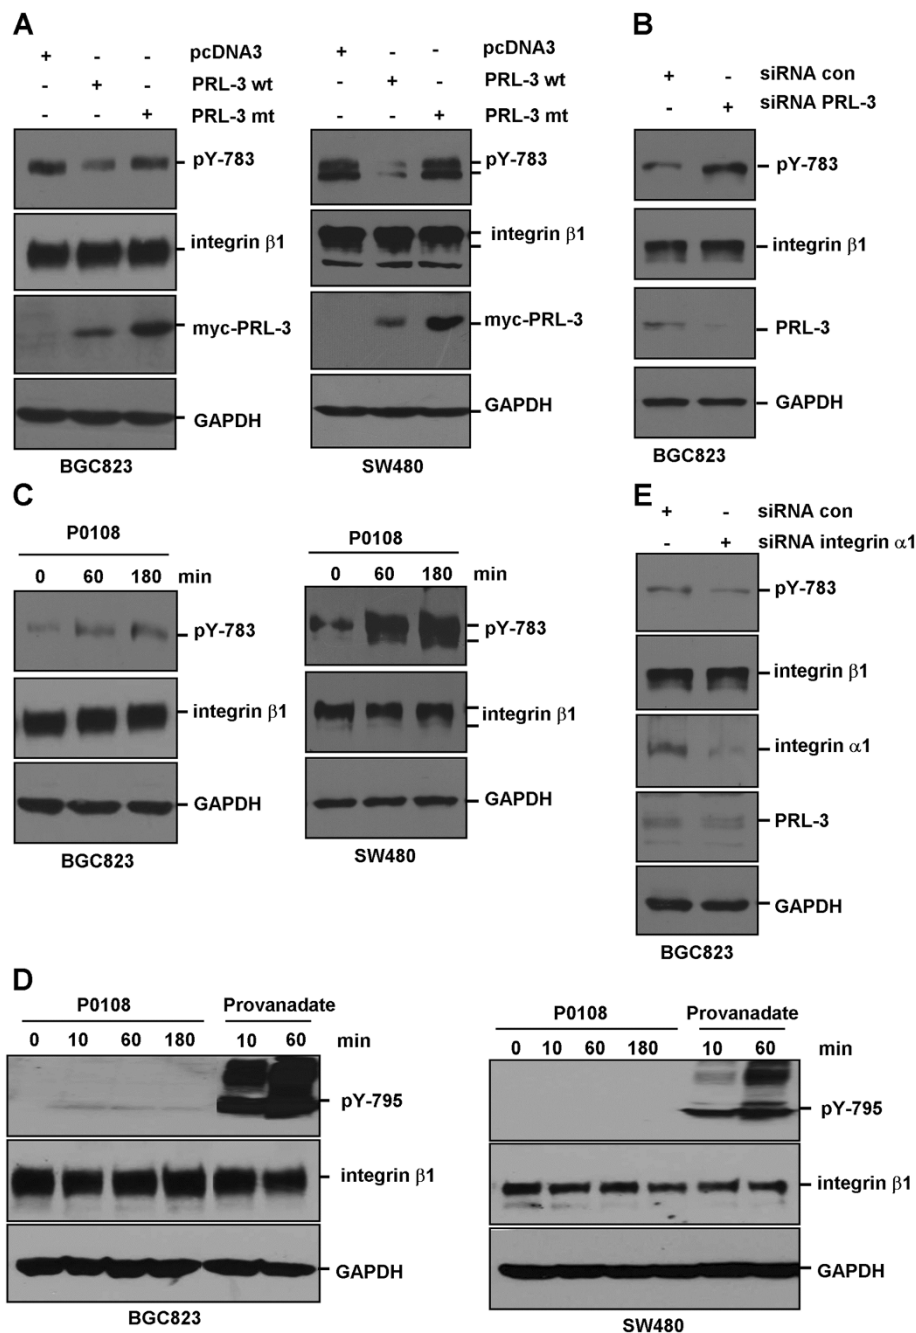 A
+ - - pcDNA3
- + - PRL-3 wt
- - + PRL-3 mt
pY-783
integrin β1
myc-PRL-3
GAPDH
BGC823
+ - - pcDNA3
- + - PRL-3 wt
- - + PRL-3 mt
pY-783
integrin β1
myc-PRL-3
GAPDH
SW480
B
+ - siRNA con
- + siRNA PRL-3
pY-783
integrin β1
PRL-3
GAPDH
BGC823
C
P0108
0 60 180 min
pY-783
integrin β1
GAPDH
BGC823
P0108
0 60 180 min
pY-783
integrin β1
GAPDH
SW480
E
+ - siRNA con
- + siRNA integrin α1
pY-783
integrin β1
integrin α1
PRL-3
GAPDH
BGC823
D
P0108 Provanadate
0 10 60 180 10 60 min
pY-795
integrin β1
GAPDH
BGC823
P0108 Provanadate
0 10 60 180 10 60 min
pY-795
integrin β1
GAPDH
SW480